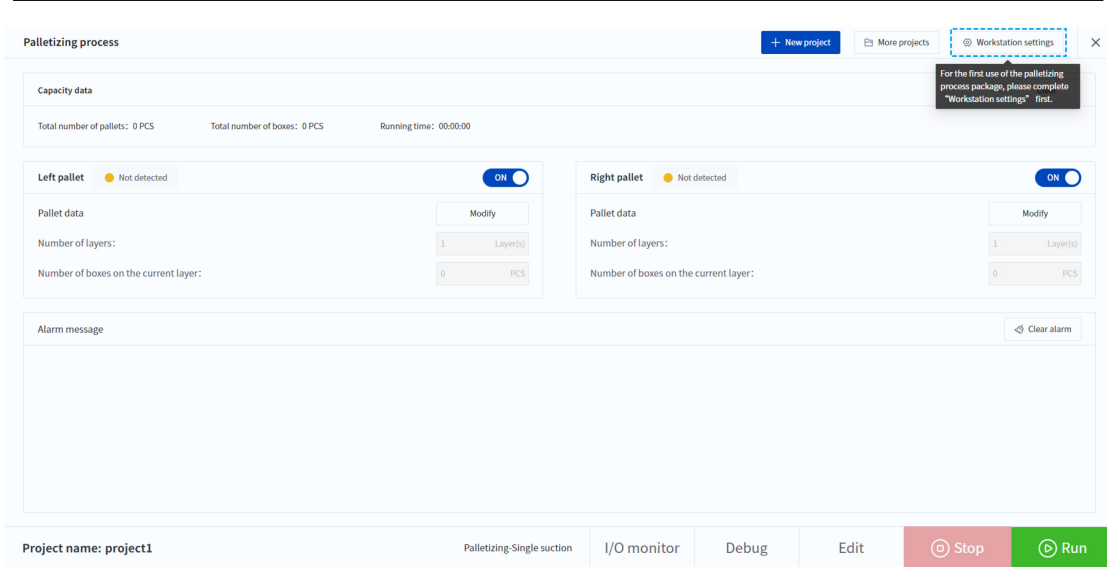 Palletizing process
New project
More projects
Workstation settings
For the first use of the palletizing
process package, please complete
"Workstation settings" first.
Capacity data
Total number of pallets: 0 PCS
Total number of boxes: 0 PCS
Running time: 00:00:00
Left pallet
Not detected
ON
Right pallet
Not detected
ON
Pallet data
Modify
Pallet data
Modify
Number of layers:
1 Layer(s)
Number of layers:
1 Layer(s)
Number of boxes on the current layer:
0 PCS
Number of boxes on the current layer:
0 PCS
Alarm message
Clear alarm
Project name: project1
Palletizing-Single suction
I/O monitor
Debug
Edit
Stop
Run